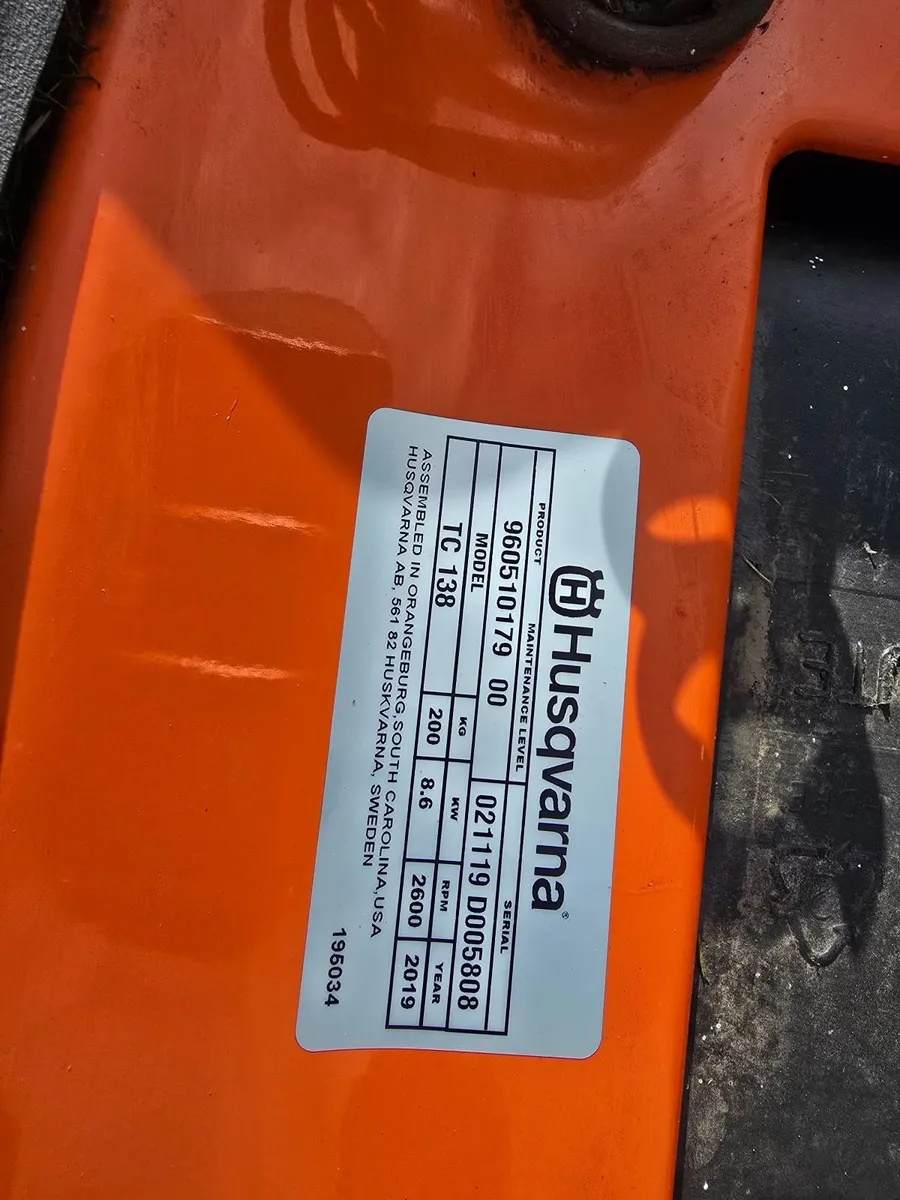 Husqvarna®
PRODUCT MAINTENANCE LEVEL SERIAL
960510179 00 021119 D005808
MODEL KG KW RPM YEAR
TC 138 200 8.6 2600 2019
ASSEMBLED IN ORANGEBURG,SOUTH CAROLINA,USA
HUSQVARNA AB, 561 82 HUSKVARNA, SWEDEN
195034